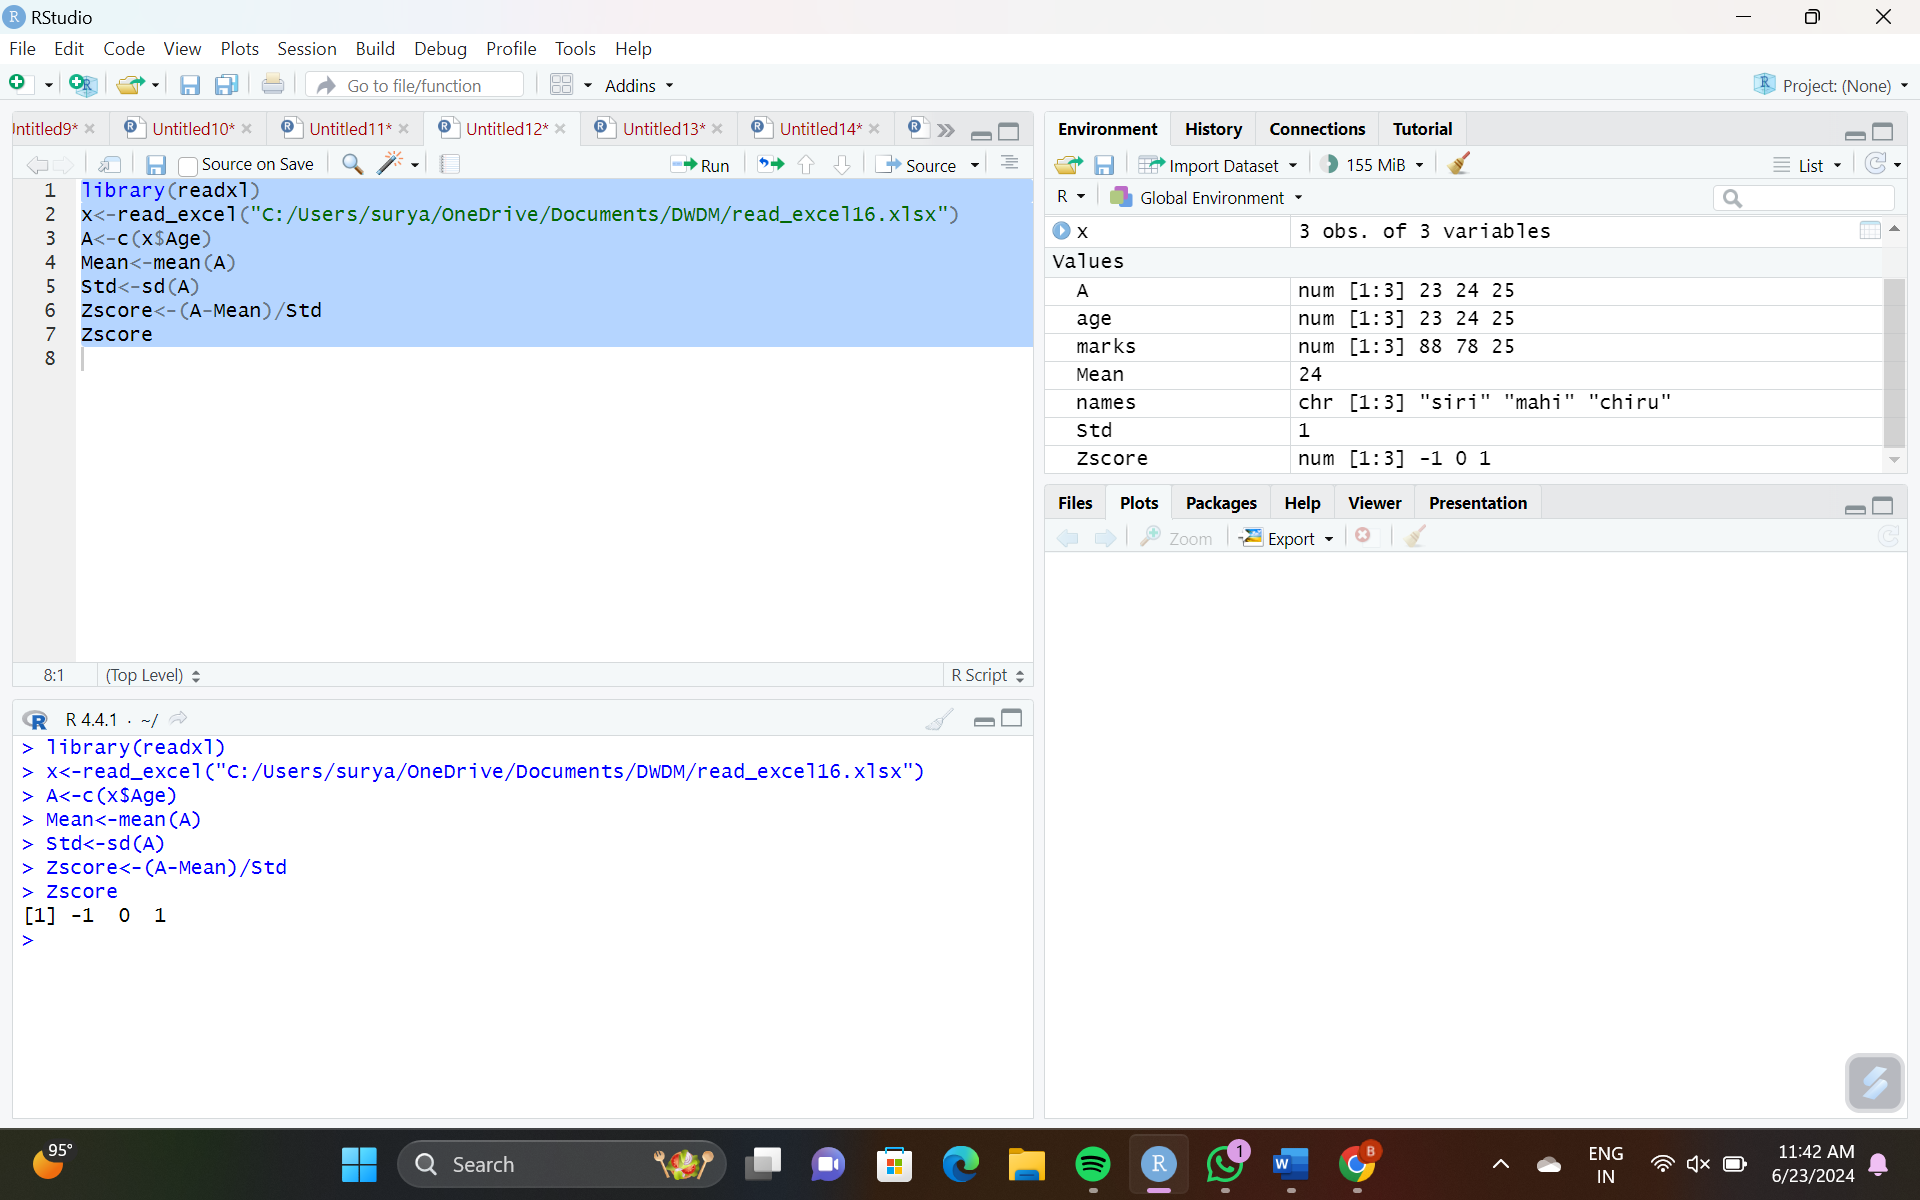 RStudio
File Edit Code View Plots Session Build Debug Profile Tools Help
Go to file/function Addins Project: (None)
Intitled9* Untitled10* Untitled11* Untitled12* Untitled13* Untitled14*
Source on Save Run Source
1 library(readxl)
2 x<-read_excel("C:/Users/surya/OneDrive/Documents/DWDM/read_excel16.xlsx")
3 A<-c(x$Age)
4 Mean<-mean(A)
5 Std<-sd(A)
6 Zscore<-(A-Mean)/Std
7 Zscore
8
8:1 (Top Level) R Script
R 4.4.1 · ~/
> library(readxl)
> x<-read_excel("C:/Users/surya/OneDrive/Documents/DWDM/read_excel16.xlsx")
> A<-c(x$Age)
> Mean<-mean(A)
> Std<-sd(A)
> Zscore<-(A-Mean)/Std
> Zscore
[1] -1  0  1
>
Environment History Connections Tutorial
Import Dataset 155 MiB List
R Global Environment
x 3 obs. of 3 variables
Values
A num [1:3] 23 24 25
age num [1:3] 23 24 25
marks num [1:3] 88 78 25
Mean 24
names chr [1:3] "siri" "mahi" "chiru"
Std 1
Zscore num [1:3] -1 0 1
Files Plots Packages Help Viewer Presentation
Zoom Export
95°
Search
1
B
ENG
IN
11:42 AM
6/23/2024